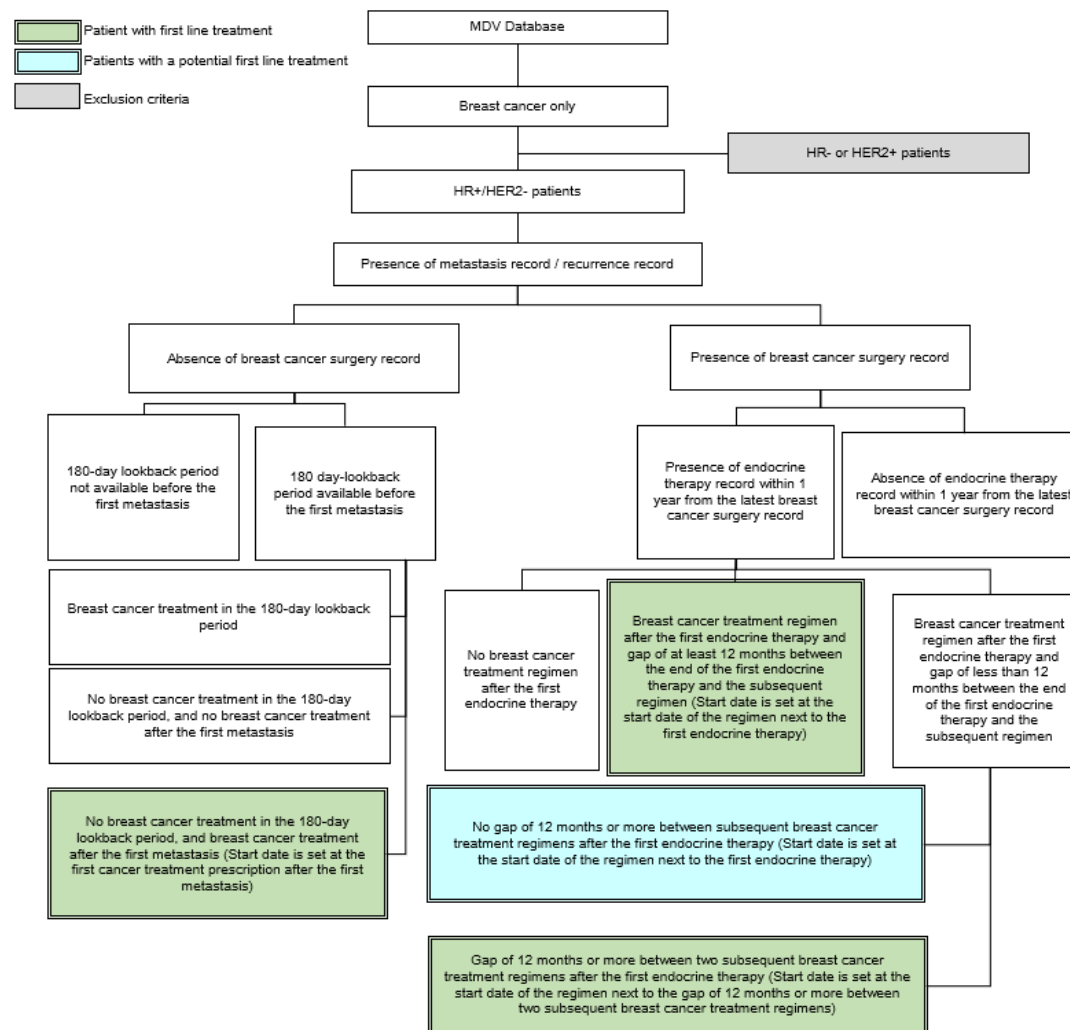 Patient with first line treatment
Patients with a potential first line treatment
Exclusion criteria
MDV Database
Breast cancer only
HR- or HER2+ patients
HR+/HER2- patients
Presence of metastasis record / recurrence record
Absence of breast cancer surgery record
Presence of breast cancer surgery record
180-day lookback period
not available before the
first metastasis
180 day-lookback
period available before
the first metastasis
Presence of endocrine
therapy record within 1
year from the latest breast
cancer surgery record
Absence of endocrine therapy
record within 1 year from the latest
breast cancer surgery record
Breast cancer treatment in the 180-day lookback
period
No breast cancer treatment in the 180-day
lookback period, and no breast cancer treatment
after the first metastasis
No breast cancer treatment in the 180-day
lookback period, and breast cancer treatment
after the first metastasis (Start date is set at the
first cancer treatment prescription after the first
metastasis)
No breast cancer
treatment regimen
after the first
endocrine therapy
Breast cancer treatment regimen
after the first endocrine therapy and
gap of at least 12 months between
the end of the first endocrine
therapy and the subsequent
regimen (Start date is set at the
start date of the regimen next to the
first endocrine therapy)
Breast cancer treatment
regimen after the first
endocrine therapy and
gap of less than 12
months between the end
of the first endocrine
therapy and the
subsequent regimen
No gap of 12 months or more between subsequent breast cancer
treatment regimens after the first endocrine therapy (Start date is set at
the start date of the regimen next to the first endocrine therapy)
Gap of 12 months or more between two subsequent breast cancer
treatment regimens after the first endocrine therapy (Start date is set at the
start date of the regimen next to the gap of 12 months or more between
two subsequent breast cancer treatment regimens)